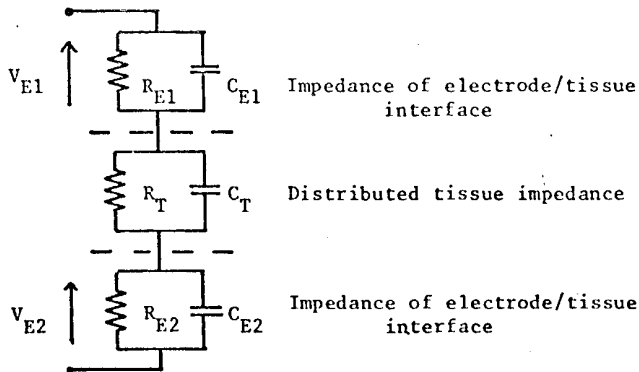 V_E1
R_E1
C_E1
Impedance of electrode/tissue
interface
R_T
C_T
Distributed tissue impedance
V_E2
R_E2
C_E2
Impedance of electrode/tissue
interface